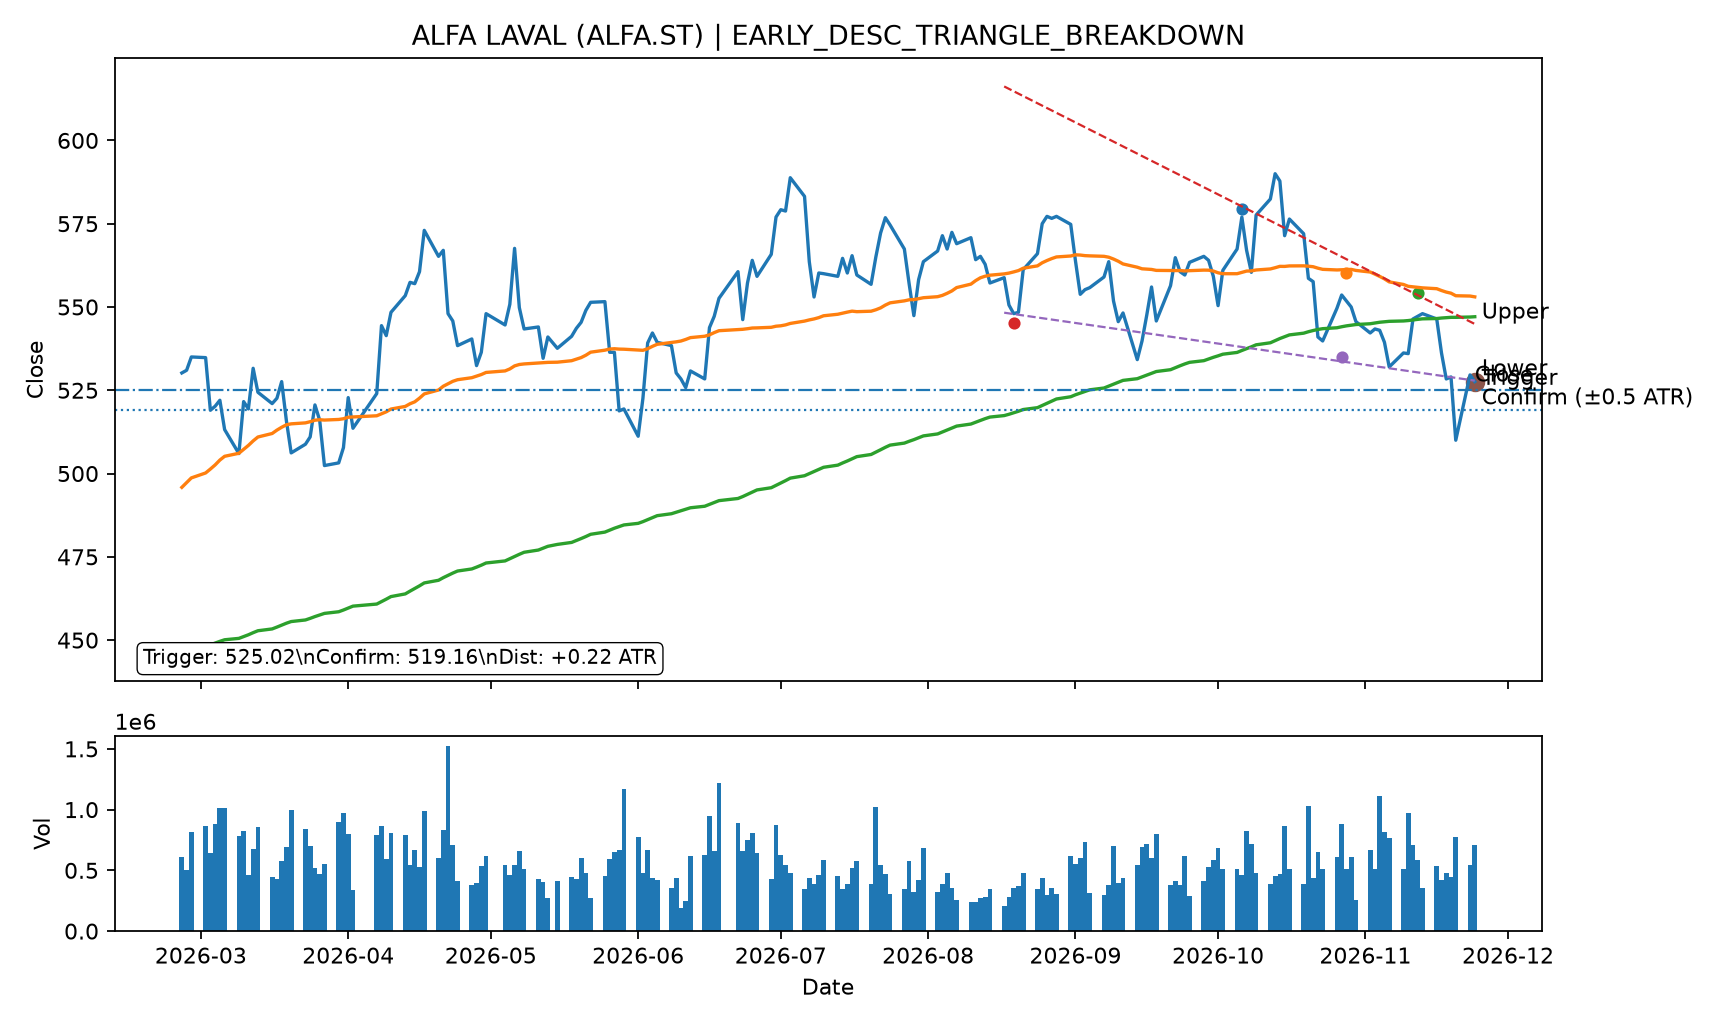 ALFA LAVAL (ALFA.ST) | EARLY_DESC_TRIANGLE_BREAKDOWN
Close
600
575
550
525
500
475
450
Upper
Lower
Close
Trigger
Confirm (±0.5 ATR)
Trigger: 525.02\nConfirm: 519.16\nDist: +0.22 ATR
1e6
Vol
1.5
1.0
0.5
0.0
2026-03 2026-04 2026-05 2026-06 2026-07 2026-08 2026-09 2026-10 2026-11 2026-12
Date